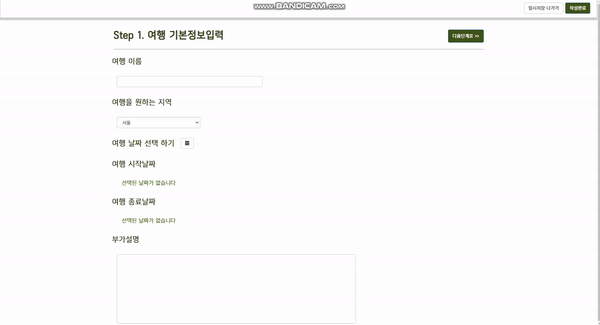 www.BANDICAM.com
임시저장 나가기
작성완료
Step 1. 여행 기본정보입력
다음단계로 >>
여행 이름
여행을 원하는 지역
서울
여행 날짜 선택 하기
여행 시작날짜
선택된 날짜가 없습니다
여행 종료날짜
선택된 날짜가 없습니다
부가설명